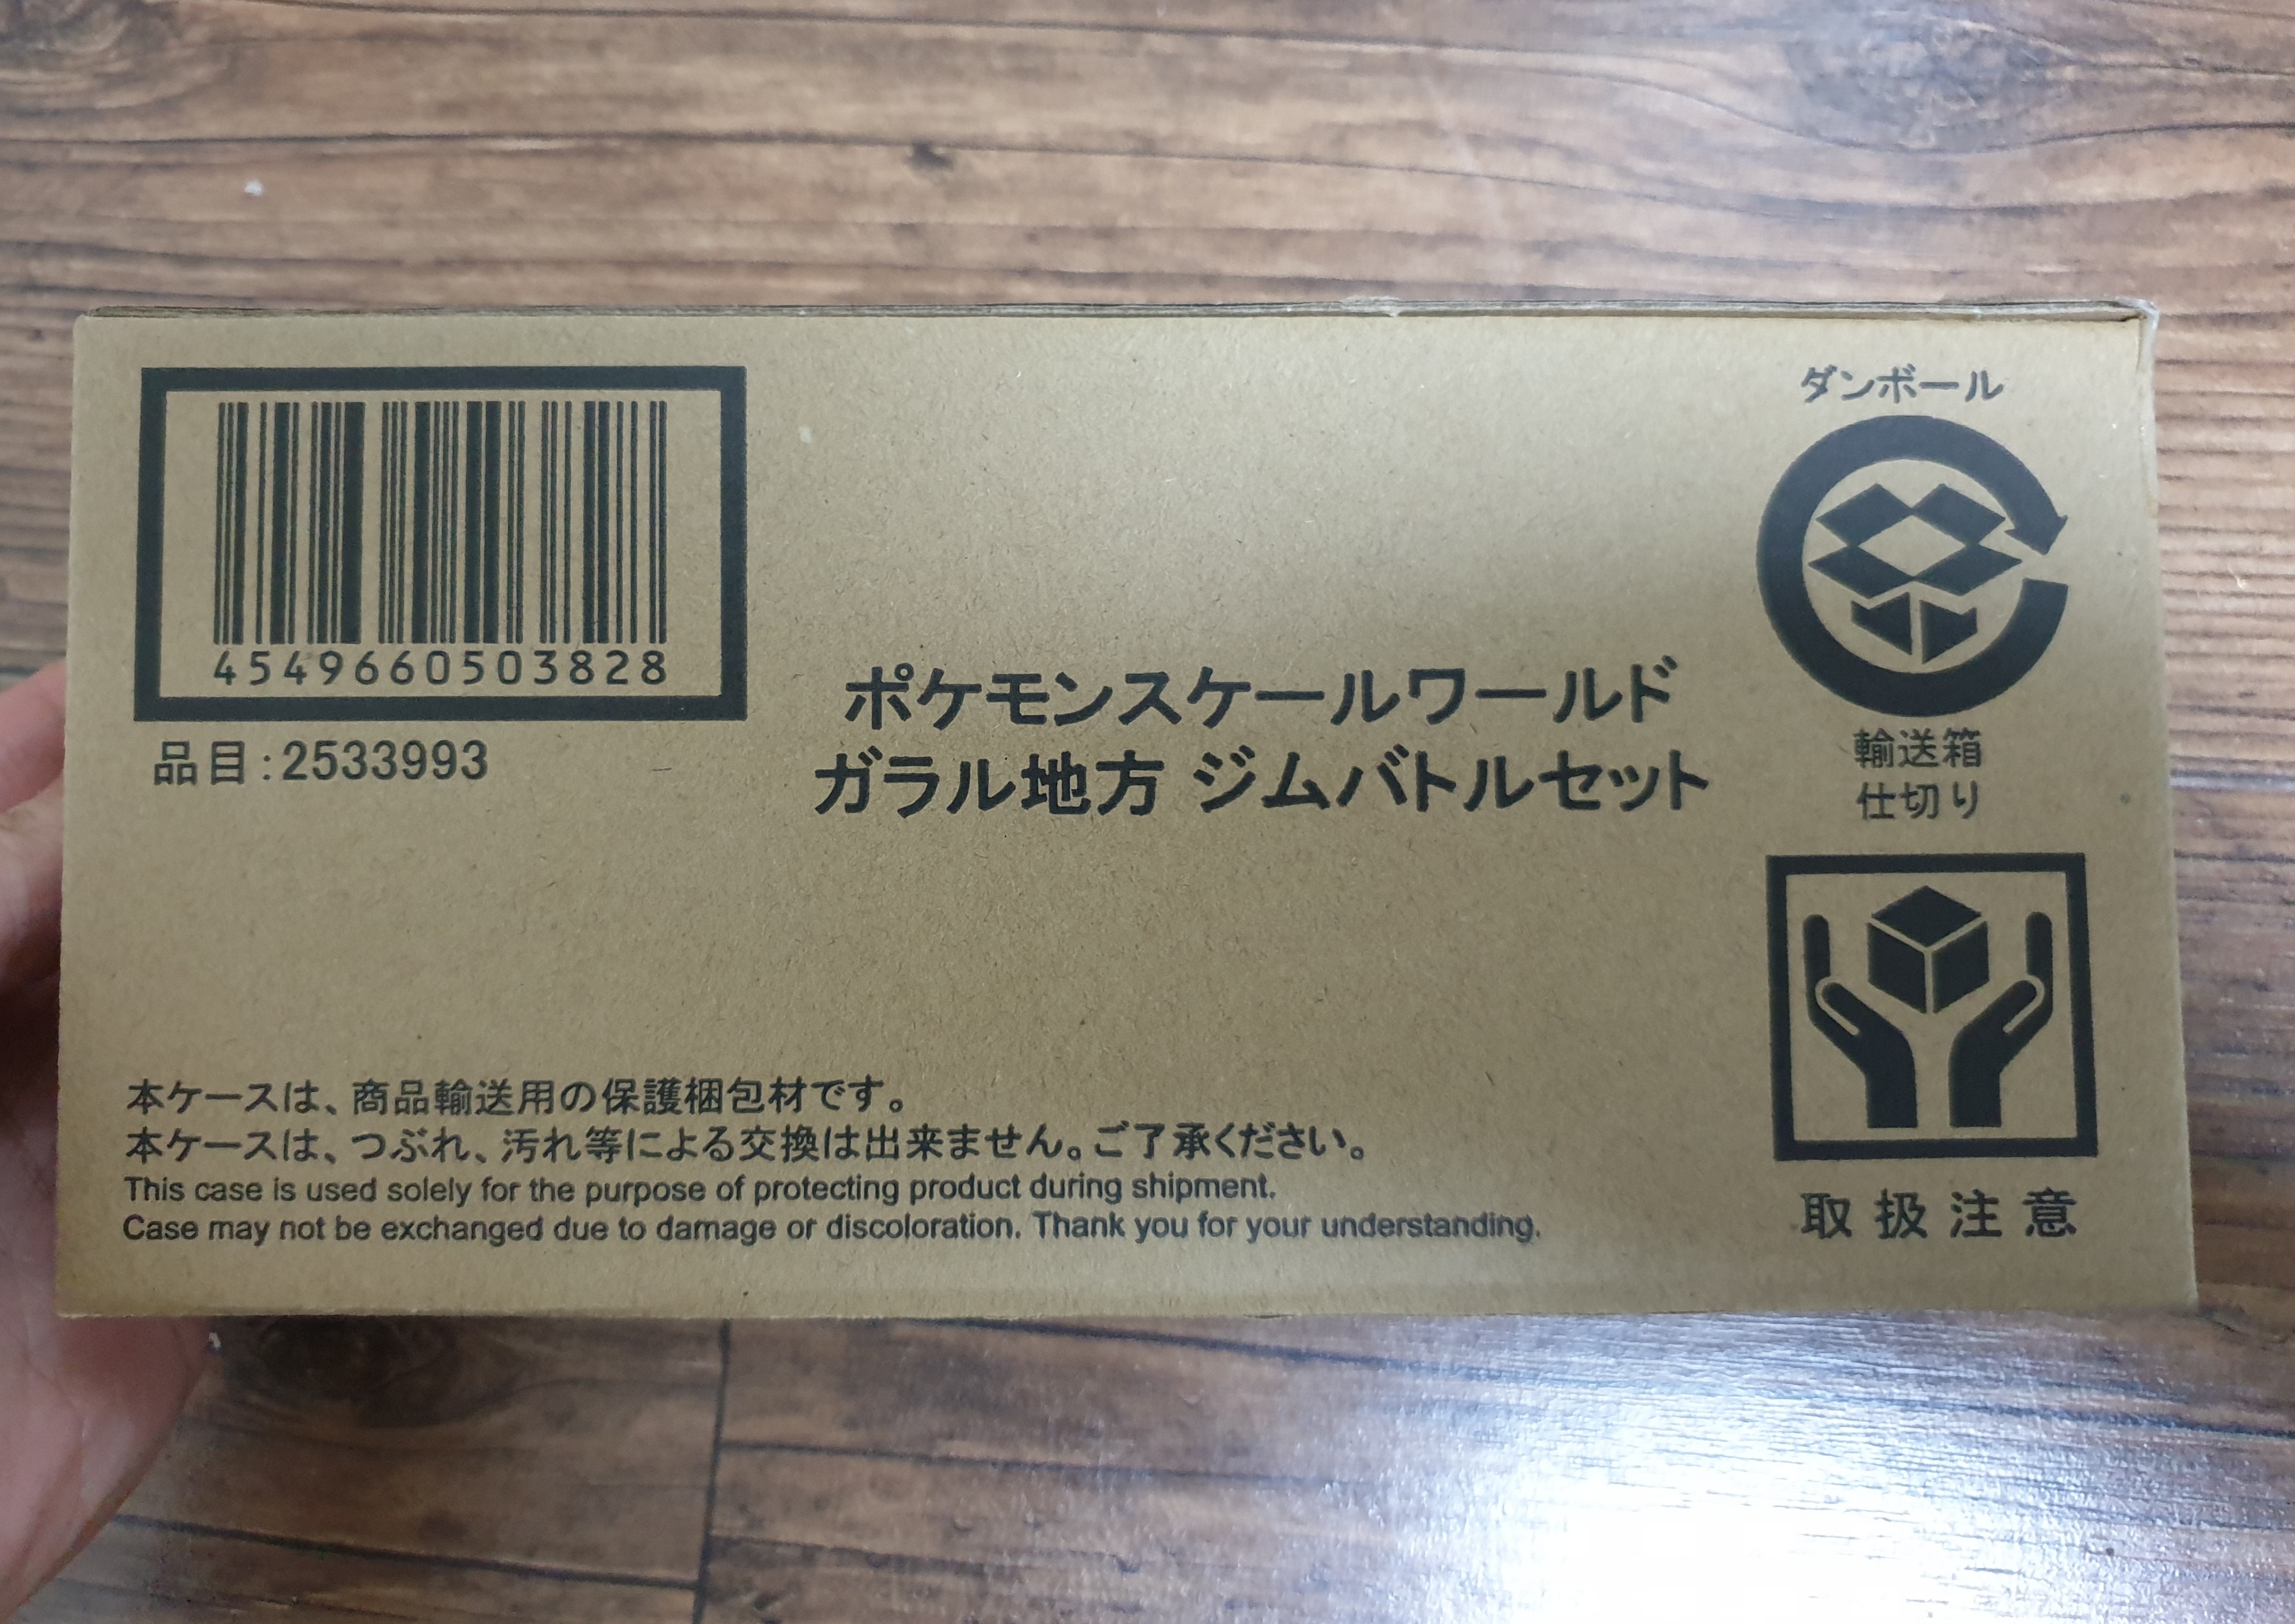 4549660503828
品目:2533993
ポケモンスケールワールド
ガラル地方 ジムバトルセット
ダンボール
輸送箱
仕切り
取扱注意
本ケースは、商品輸送用の保護梱包材です。
本ケースは、つぶれ、汚れ等による交換は出来ません。ご了承ください。
This case is used solely for the purpose of protecting product during shipment.
Case may not be exchanged due to damage or discoloration. Thank you for your understanding.